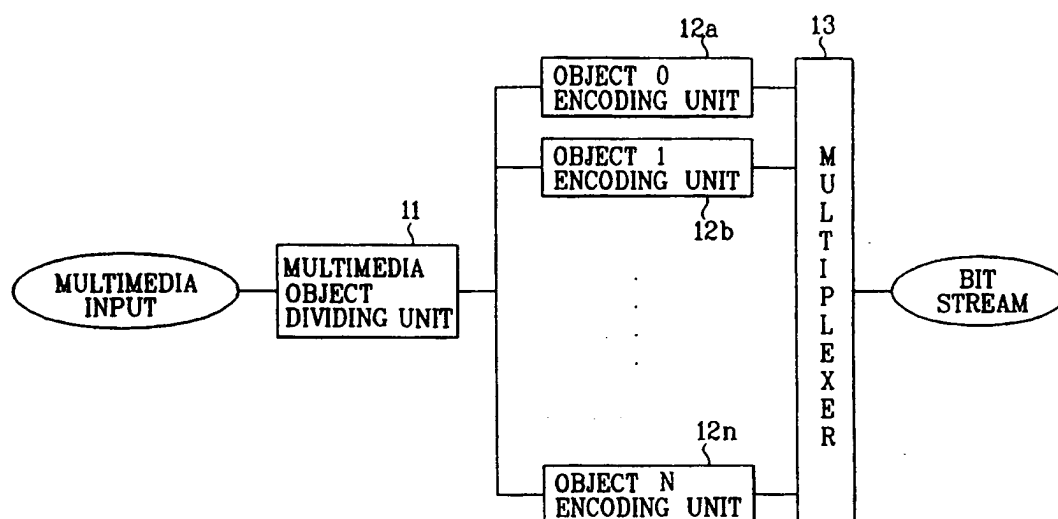 12a
13
OBJECT 0
ENCODING UNIT
OBJECT 1
ENCODING UNIT
12b
11
MULTIMEDIA
INPUT
MULTIMEDIA
OBJECT
DIVIDING UNIT
MULTIPLEXER
BIT
STREAM
12n
OBJECT N
ENCODING UNIT